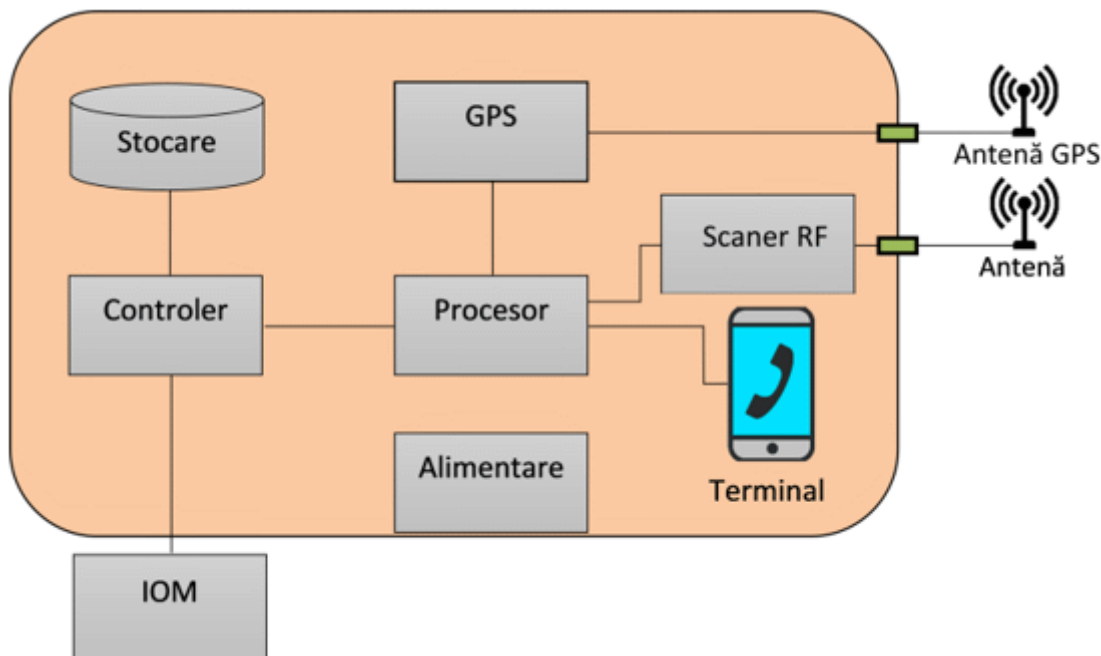 Stocare
GPS
Antenă GPS
Scaner RF
Antenă
Controler
Procesor
Alimentare
Terminal
IOM